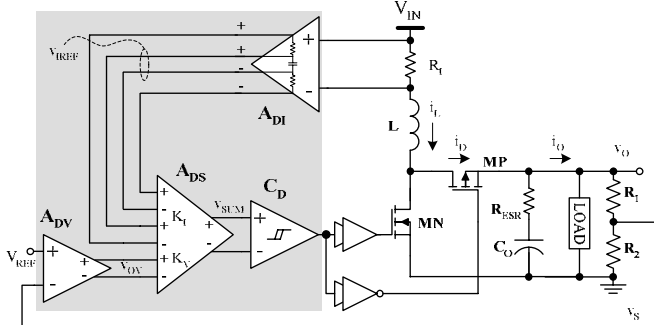 V_IN
+
+
-
-
+
-
V_IREF
R_I
A_DI
L
i_L
i_D
i_O
v_O
MP
A_DS
C_D
+
-
+
-
K_I
V_SUM
+
-
+
-
MN
R_ESR
LOAD
R_1
A_DV
V_REF
+
-
+
-
V_OV
+
-
K_V
C_O
R_2
v_S